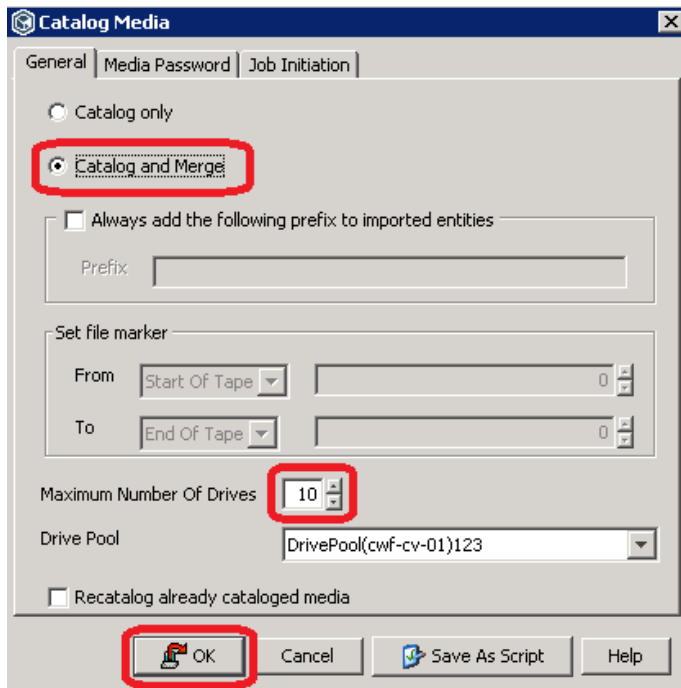 Catalog Media
General Media Password Job Initiation
Catalog only
Catalog and Merge
Always add the following prefix to imported entities
Prefix
Set file marker
From Start Of Tape 0
To End Of Tape 0
Maximum Number Of Drives 10
Drive Pool DrivePool(cwf-cv-01)123
Recatalog already cataloged media
OK Cancel Save As Script Help